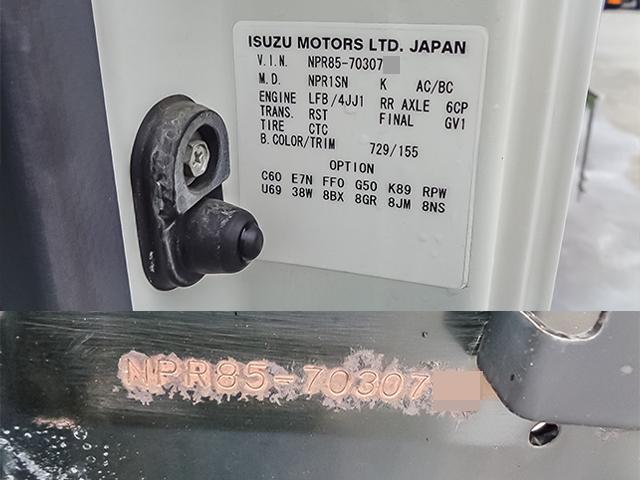 ISUZU MOTORS LTD. JAPAN
V.I.N. NPR85-70307
M.D. NPR1SN K AC/BC
ENGINE LFB/4JJ1 RR AXLE 6CP
TRANS. RST FINAL GV1
TIRE CTC
B.COLOR/TRIM 729/155
OPTION
C60 E7N FF0 G50 K89 RPW
U69 38W 8BX 8GR 8JM 8NS
NPR85-70307